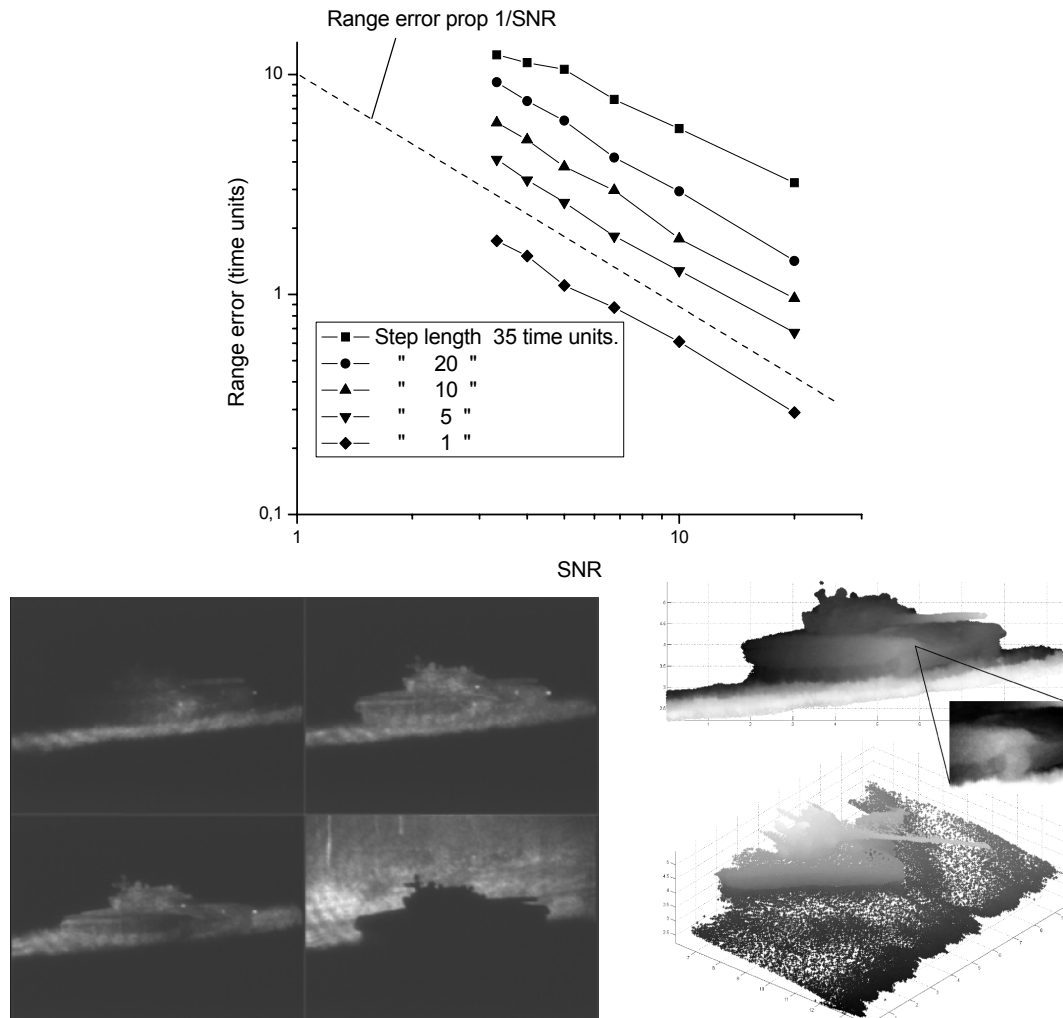 Range error prop 1/SNR
10
1
0,1
Range error (time units)
Step length 35 time units.
" 20 "
" 10 "
" 5 "
" 1 "
1
10
SNR